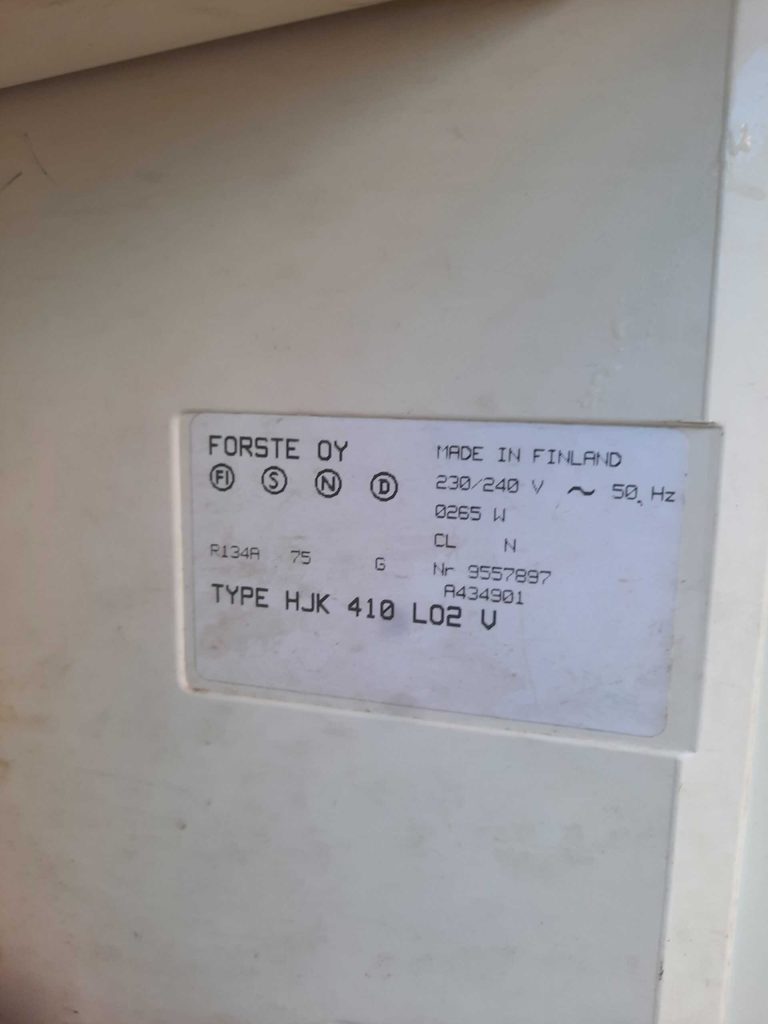 FORSTE OY
FI S N D
MADE IN FINLAND
230/240 V ~ 50 Hz
0265 W
CL N
R134A 75 G
Nr 9557897
A434901
TYPE HJK 410 LO2 V